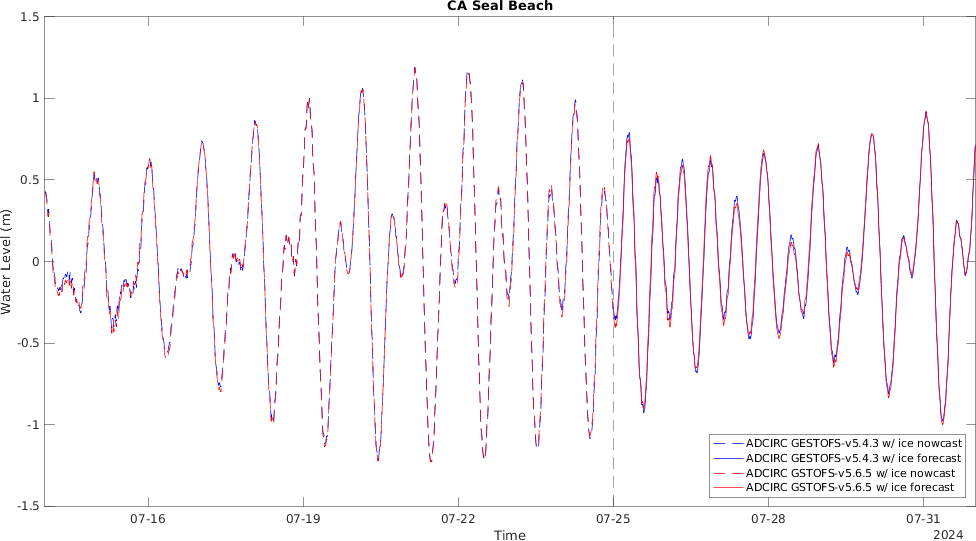 CA Seal Beach
1.5
1
0.5
0
-0.5
-1
-1.5
Water Level (m)
07-16
07-19
07-22
07-25
07-28
07-31
Time
2024
ADCIRC GESTOFS-v5.4.3 w/ ice nowcast
ADCIRC GESTOFS-v5.4.3 w/ ice forecast
ADCIRC GSTOFS-v5.6.5 w/ ice nowcast
ADCIRC GSTOFS-v5.6.5 w/ ice forecast